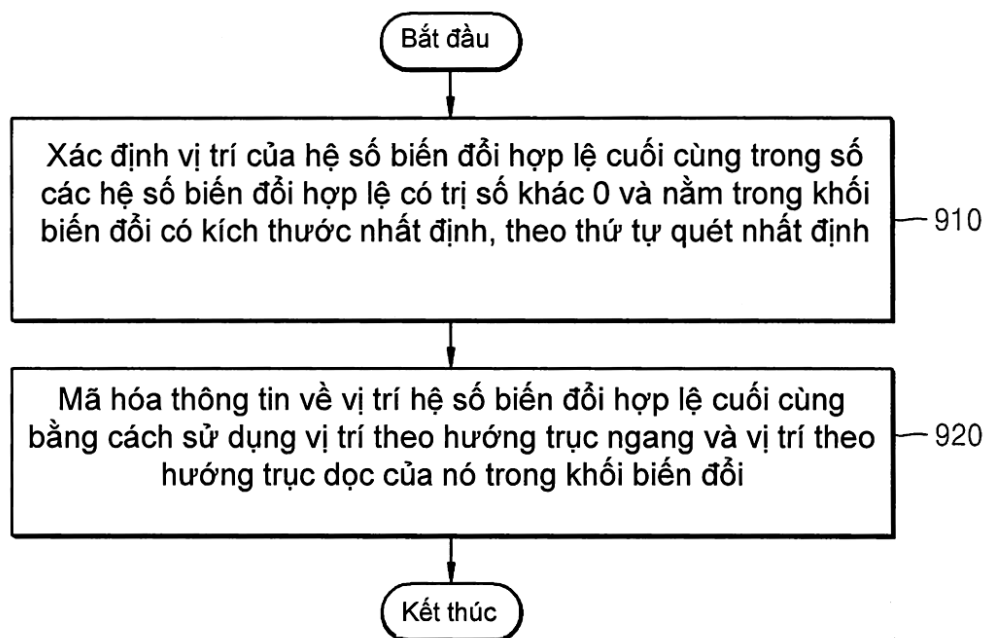 Bắt đầu
Xác định vị trí của hệ số biến đổi hợp lệ cuối cùng trong số
các hệ số biến đổi hợp lệ có trị số khác 0 và nằm trong khối
biến đổi có kích thước nhất định, theo thứ tự quét nhất định
910
Mã hóa thông tin về vị trí hệ số biến đổi hợp lệ cuối cùng
bằng cách sử dụng vị trí theo hướng trục ngang và vị trí theo
hướng trục dọc của nó trong khối biến đổi
920
Kết thúc